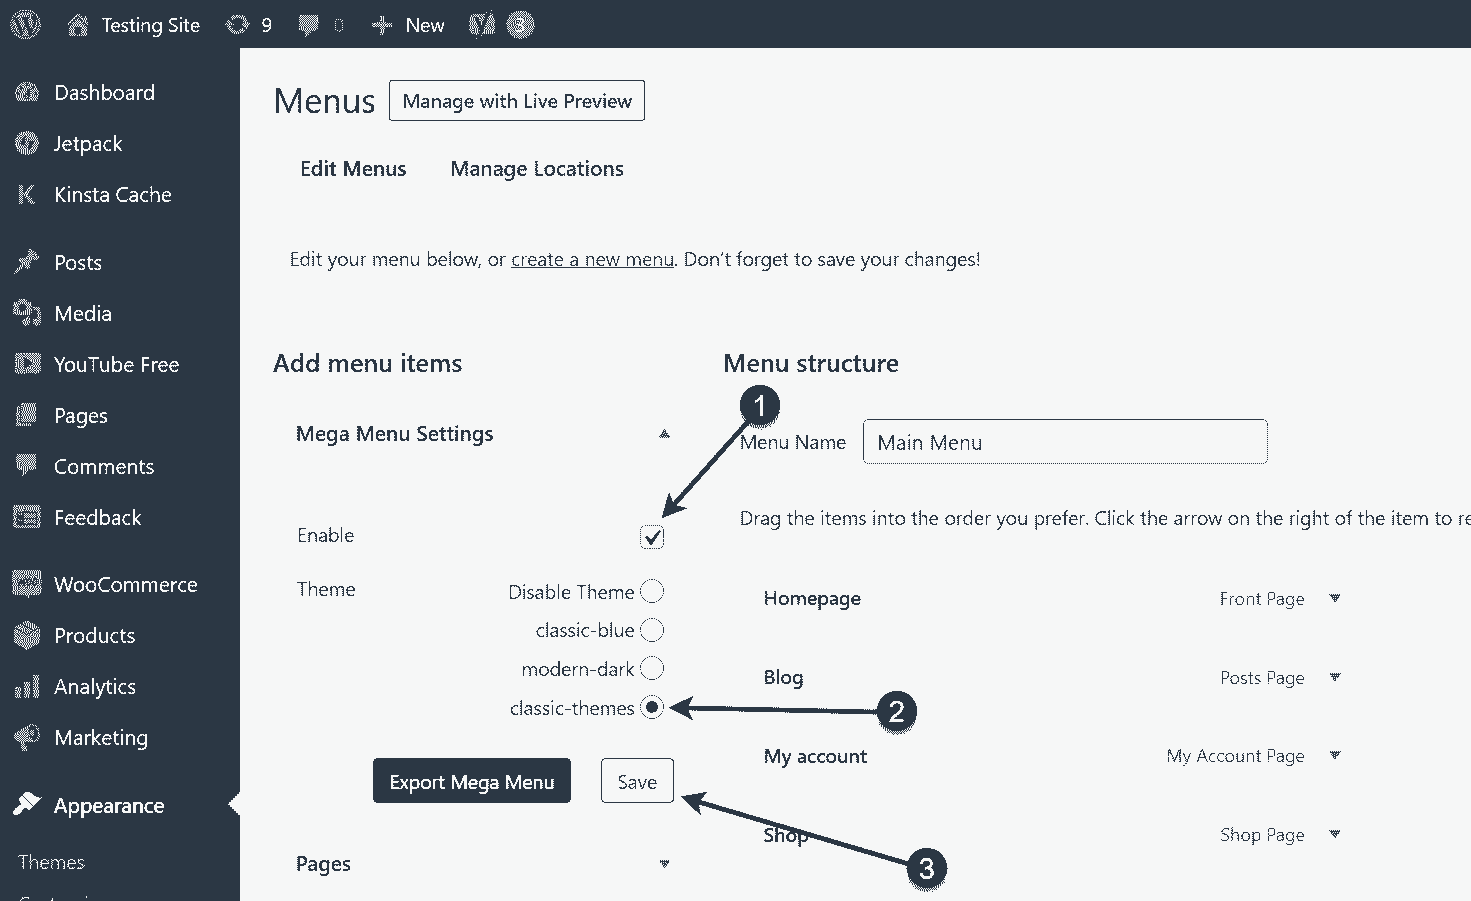 Testing Site 9 0 New 3
Dashboard
Jetpack
Kinsta Cache
Posts
Media
YouTube Free
Pages
Comments
Feedback
WooCommerce
Products
Analytics
Marketing
Appearance
Themes
Menus Manage with Live Preview
Edit Menus Manage Locations
Edit your menu below, or create a new menu. Don't forget to save your changes!
Add menu items
Mega Menu Settings
Enable
Theme
Disable Theme
classic-blue
modern-dark
classic-themes
Export Mega Menu Save
Pages
Menu structure
1
Menu Name Main Menu
Drag the items into the order you prefer. Click the arrow on the right of the item to re
Homepage Front Page
Blog Posts Page
2
My account My Account Page
Shop Shop Page
3